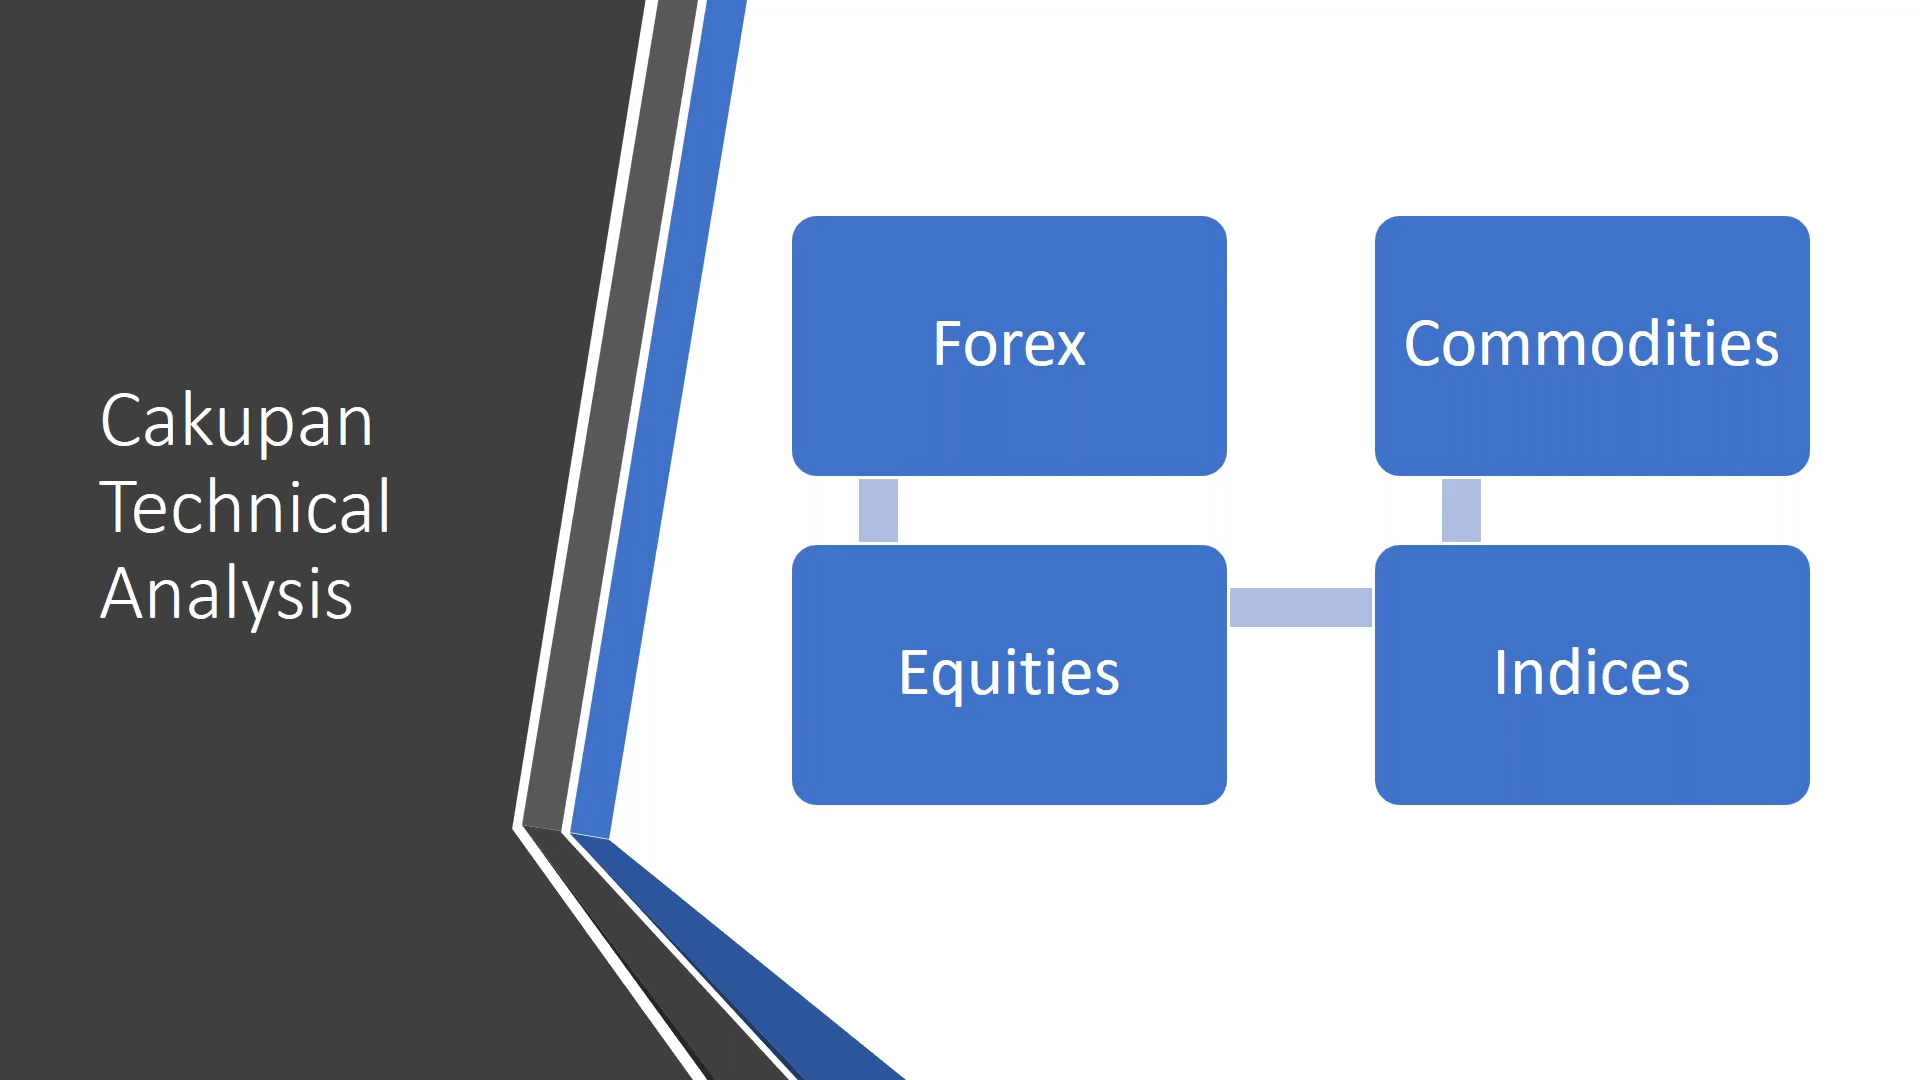 Cakupan
Technical
Analysis
Forex
Equities
Indices
Commodities